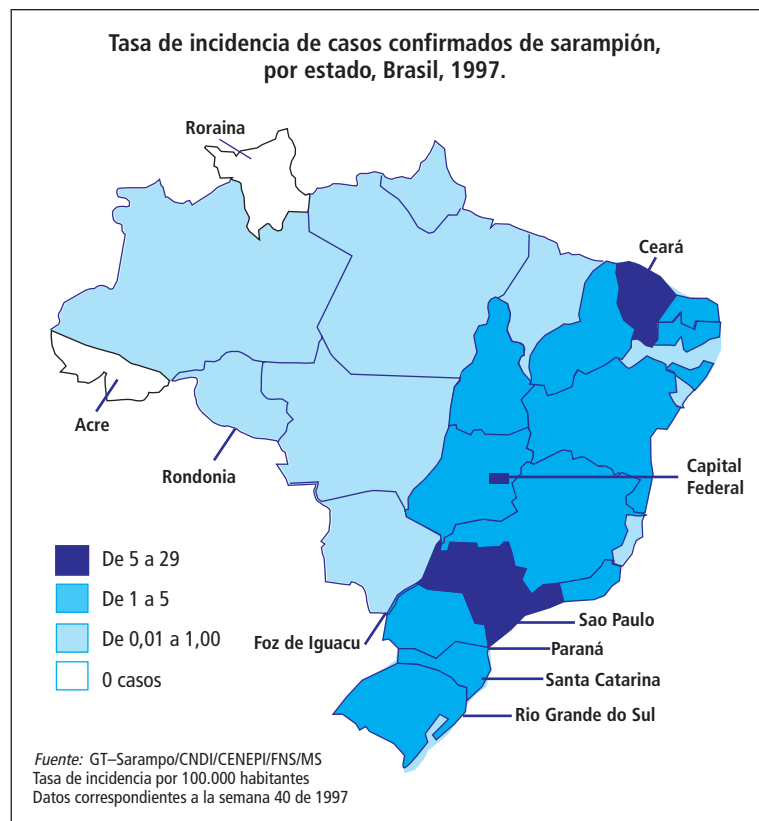 Tasa de incidencia de casos confirmados de sarampión,
por estado, Brasil, 1997.
Roraina
Ceará
Acre
Rondonia
Capital
Federal
De 5 a 29
De 1 a 5
De 0,01 a 1,00
0 casos
Foz de Iguacu
Sao Paulo
Paraná
Santa Catarina
Rio Grande do Sul
Fuente: GT–Sarampo/CNDI/CENEPI/FNS/MS
Tasa de incidencia por 100.000 habitantes
Datos correspondientes a la semana 40 de 1997